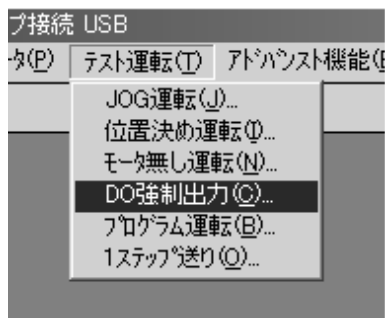 プ接続 USB
ータ(P) テスト運転(T) アドバンスト機能(
JOG運転(J)...
位置決め運転(I)...
モータ無し運転(N)...
DO強制出力(C)...
プログラム運転(B)...
1ステップ送り(O)...